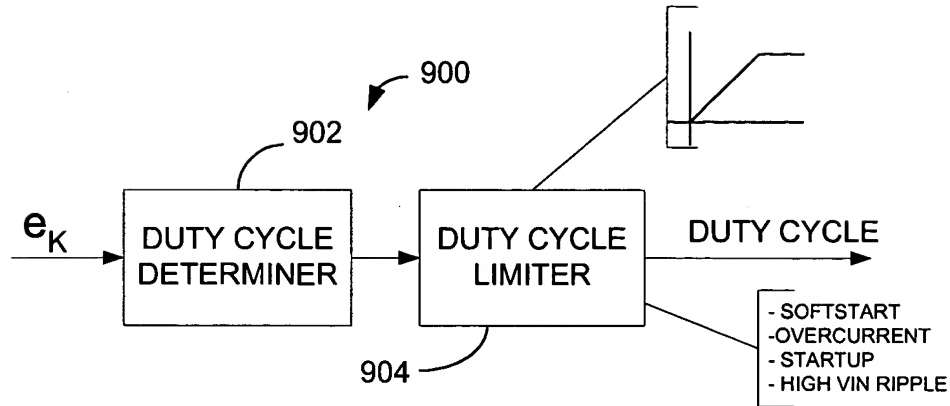 900
902
e_K
DUTY CYCLE
DETERMINER
DUTY CYCLE
LIMITER
DUTY CYCLE
904
- SOFTSTART
-OVERCURRENT
- STARTUP
- HIGH VIN RIPPLE